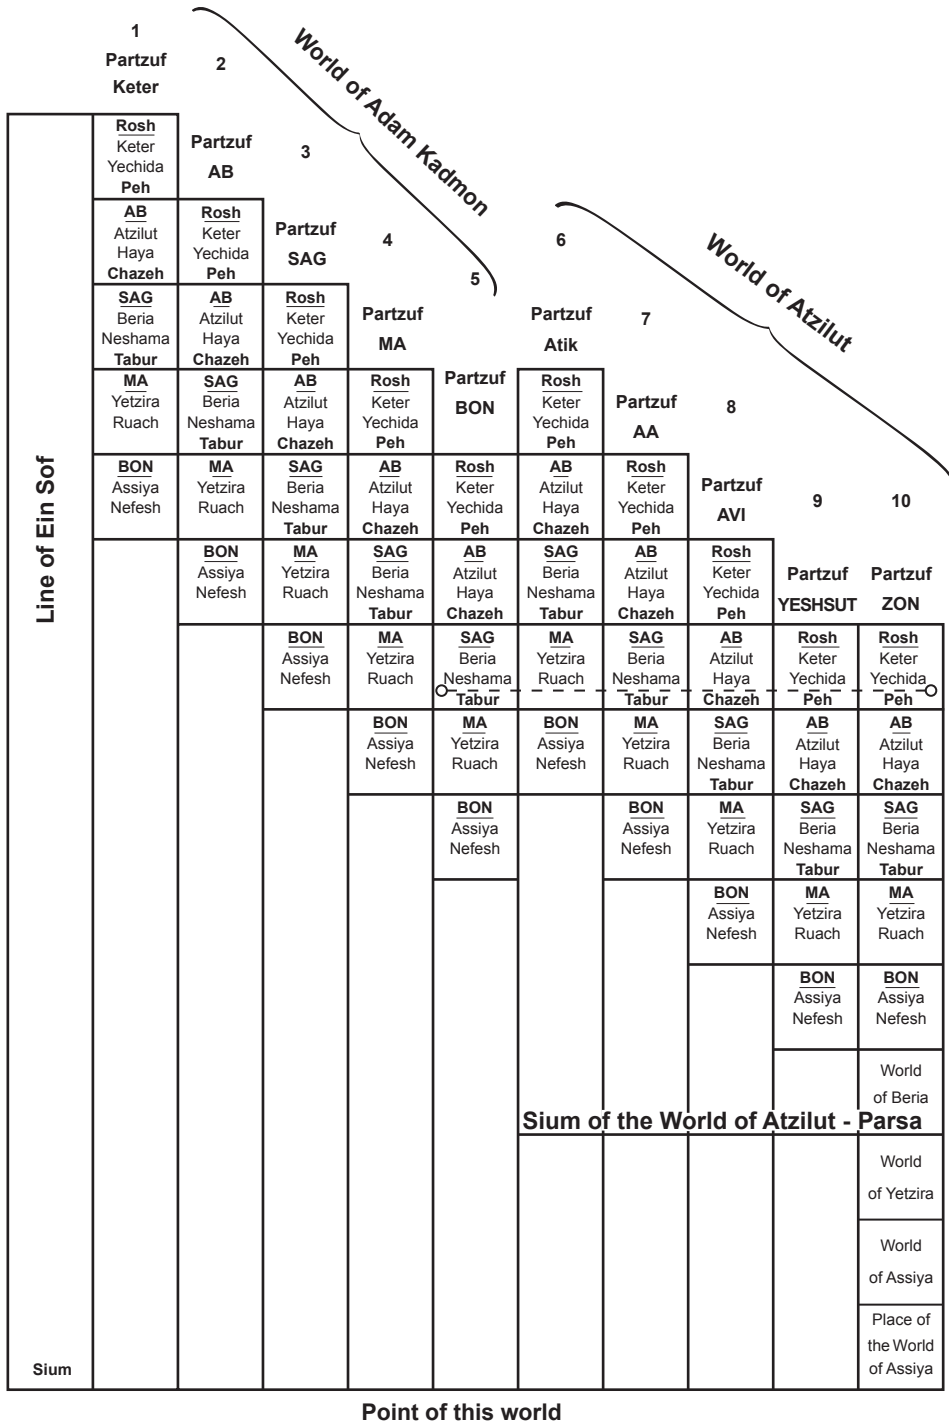 1
Partzuf
Keter
2
Partzuf
AB
3
Partzuf
SAG
4
Partzuf
MA
5
Partzuf
BON
World of Adam Kadmon
6
Partzuf
Atik
7
Partzuf
AA
8
Partzuf
AVI
9
Partzuf
YESHSUT
10
Partzuf
ZON
World of Atzilut
Line of Ein Sof
Sium
Rosh
Keter
Yechida
Peh
AB
Atzilut
Haya
Chazeh
SAG
Beria
Neshama
Tabur
MA
Yetzira
Ruach
BON
Assiya
Nefesh
Rosh
Keter
Yechida
Peh
AB
Atzilut
Haya
Chazeh
SAG
Beria
Neshama
Tabur
MA
Yetzira
Ruach
BON
Assiya
Nefesh
Rosh
Keter
Yechida
Peh
AB
Atzilut
Haya
Chazeh
SAG
Beria
Neshama
Tabur
MA
Yetzira
Ruach
BON
Assiya
Nefesh
Rosh
Keter
Yechida
Peh
AB
Atzilut
Haya
Chazeh
SAG
Beria
Neshama
Tabur
MA
Yetzira
Ruach
BON
Assiya
Nefesh
Rosh
Keter
Yechida
Peh
AB
Atzilut
Haya
Chazeh
SAG
Beria
Neshama
Tabur
MA
Yetzira
Ruach
BON
Assiya
Nefesh
Rosh
Keter
Yechida
Peh
AB
Atzilut
Haya
Chazeh
SAG
Beria
Neshama
Tabur
MA
Yetzira
Ruach
BON
Assiya
Nefesh
Rosh
Keter
Yechida
Peh
AB
Atzilut
Haya
Chazeh
SAG
Beria
Neshama
Tabur
MA
Yetzira
Ruach
BON
Assiya
Nefesh
Rosh
Keter
Yechida
Peh
AB
Atzilut
Haya
Chazeh
SAG
Beria
Neshama
Tabur
MA
Yetzira
Ruach
BON
Assiya
Nefesh
Rosh
Keter
Yechida
Peh
AB
Atzilut
Haya
Chazeh
SAG
Beria
Neshama
Tabur
MA
Yetzira
Ruach
BON
Assiya
Nefesh
Rosh
Keter
Yechida
Peh
AB
Atzilut
Haya
Chazeh
SAG
Beria
Neshama
Tabur
MA
Yetzira
Ruach
BON
Assiya
Nefesh
World
of Beria
Sium of the World of Atzilut - Parsa
World
of Yetzira
World
of Assiya
Place of
the World
of Assiya
Point of this world